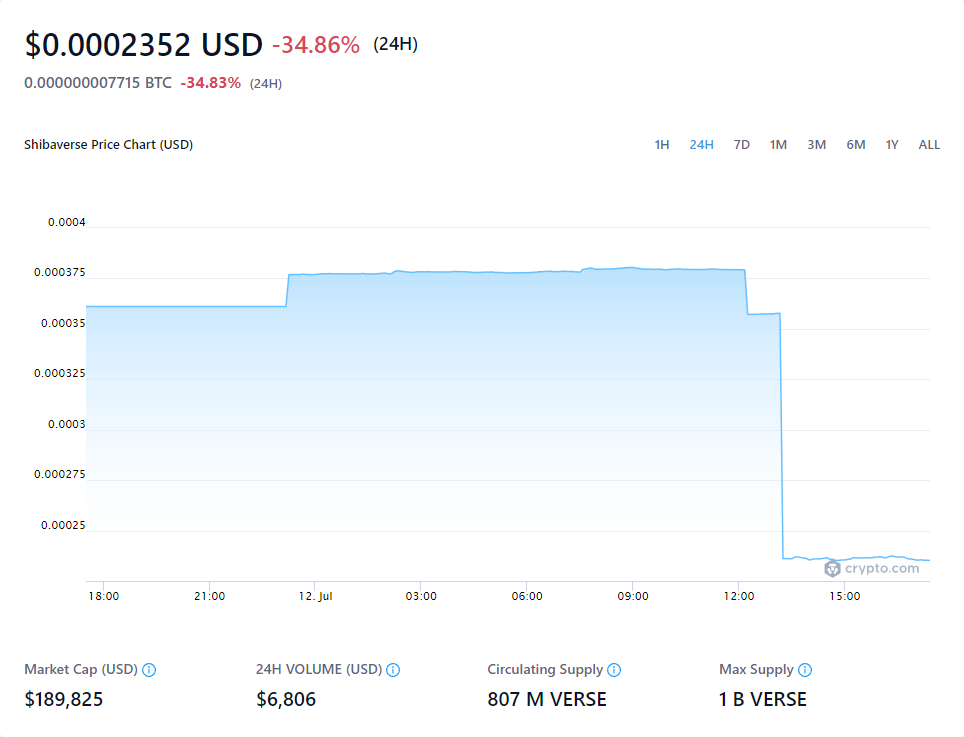 $0.0002352 USD -34.86% (24H)
0.000000007715 BTC -34.83% (24H)
Shibaverse Price Chart (USD)
1H 24H 7D 1M 3M 6M 1Y ALL
0.0004
0.000375
0.00035
0.000325
0.0003
0.000275
0.00025
crypto.com
18:00 21:00 12. Jul 03:00 06:00 09:00 12:00 15:00
Market Cap (USD) 24H VOLUME (USD) Circulating Supply Max Supply
$189,825 $6,806 807 M VERSE 1 B VERSE